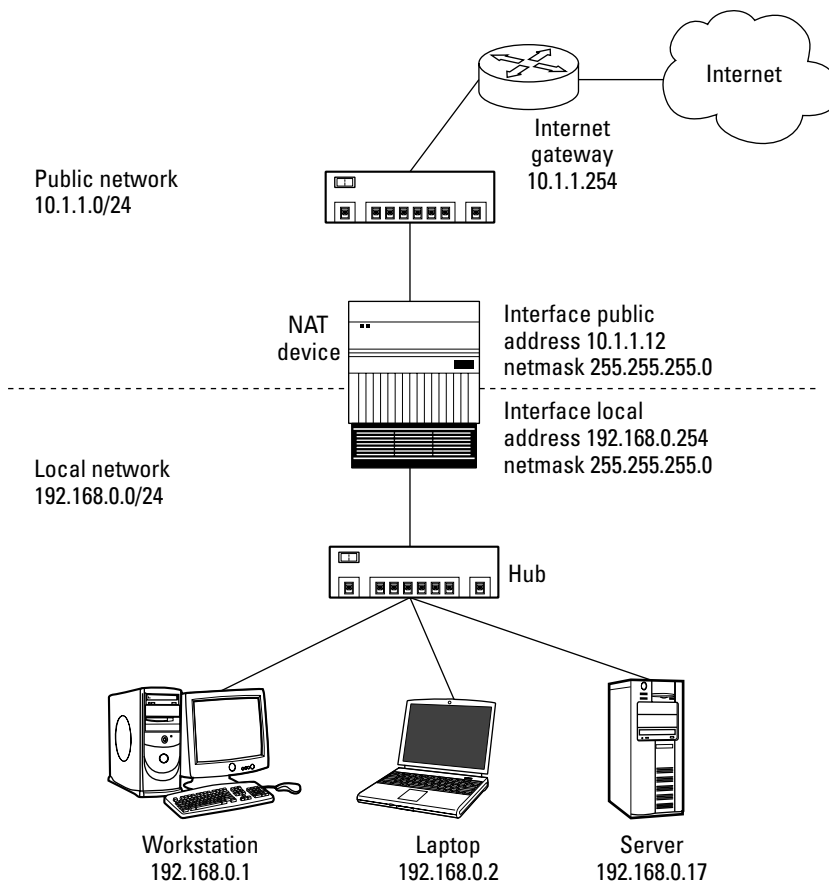 Internet
Internet
gateway
10.1.1.254
Public network
10.1.1.0/24
NAT
device
Interface public
address 10.1.1.12
netmask 255.255.255.0
Interface local
address 192.168.0.254
netmask 255.255.255.0
Local network
192.168.0.0/24
Hub
Workstation
192.168.0.1
Laptop
192.168.0.2
Server
192.168.0.17